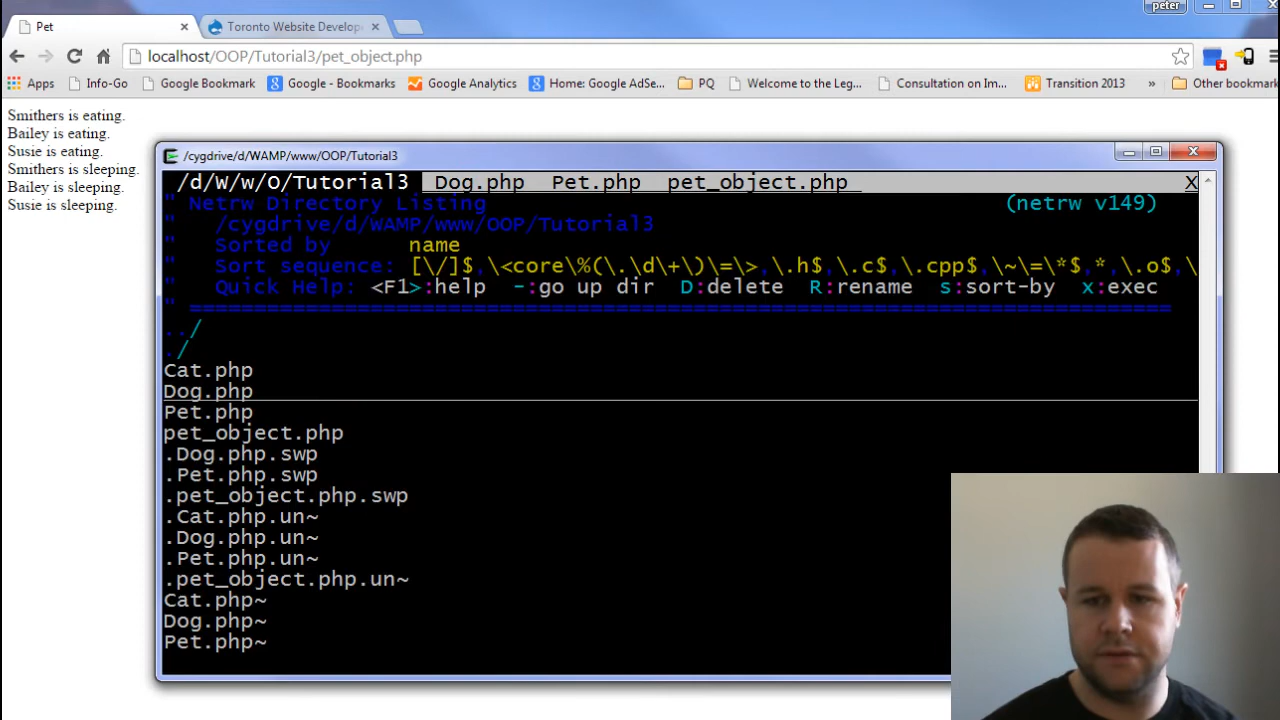 peter
Pet
Toronto Website Develop
localhost/OOP/Tutorial3/pet_object.php
Apps Info-Go Google Bookmark Google - Bookmarks Google Analytics Home: Google AdSe... PQ Welcome to the Leg... Consultation on Im... Transition 2013 » Other bookmark
Smithers is eating.
Bailey is eating.
Susie is eating.
Smithers is sleeping.
Bailey is sleeping.
Susie is sleeping.
/cygdrive/d/WAMP/www/OOP/Tutorial3
/d/W/w/O/Tutorial3 Dog.php Pet.php pet_object.php X
" Netrw Directory Listing (netrw v149)
" /cygdrive/d/WAMP/www/OOP/Tutorial3
" Sorted by name
" Sort sequence: [\/]$,\<core\%(\.\d\+\)\=\>,\.h$,\.c$,\.cpp$,\~\=\*$,*,\.o$,\
" Quick Help: <F1>:help -:go up dir D:delete R:rename s:sort-by x:exec
" ============================================================================
../
./
Cat.php
Dog.php
Pet.php
pet_object.php
.Dog.php.swp
.Pet.php.swp
.pet_object.php.swp
.Cat.php.un~
.Dog.php.un~
.Pet.php.un~
.pet_object.php.un~
Cat.php~
Dog.php~
Pet.php~